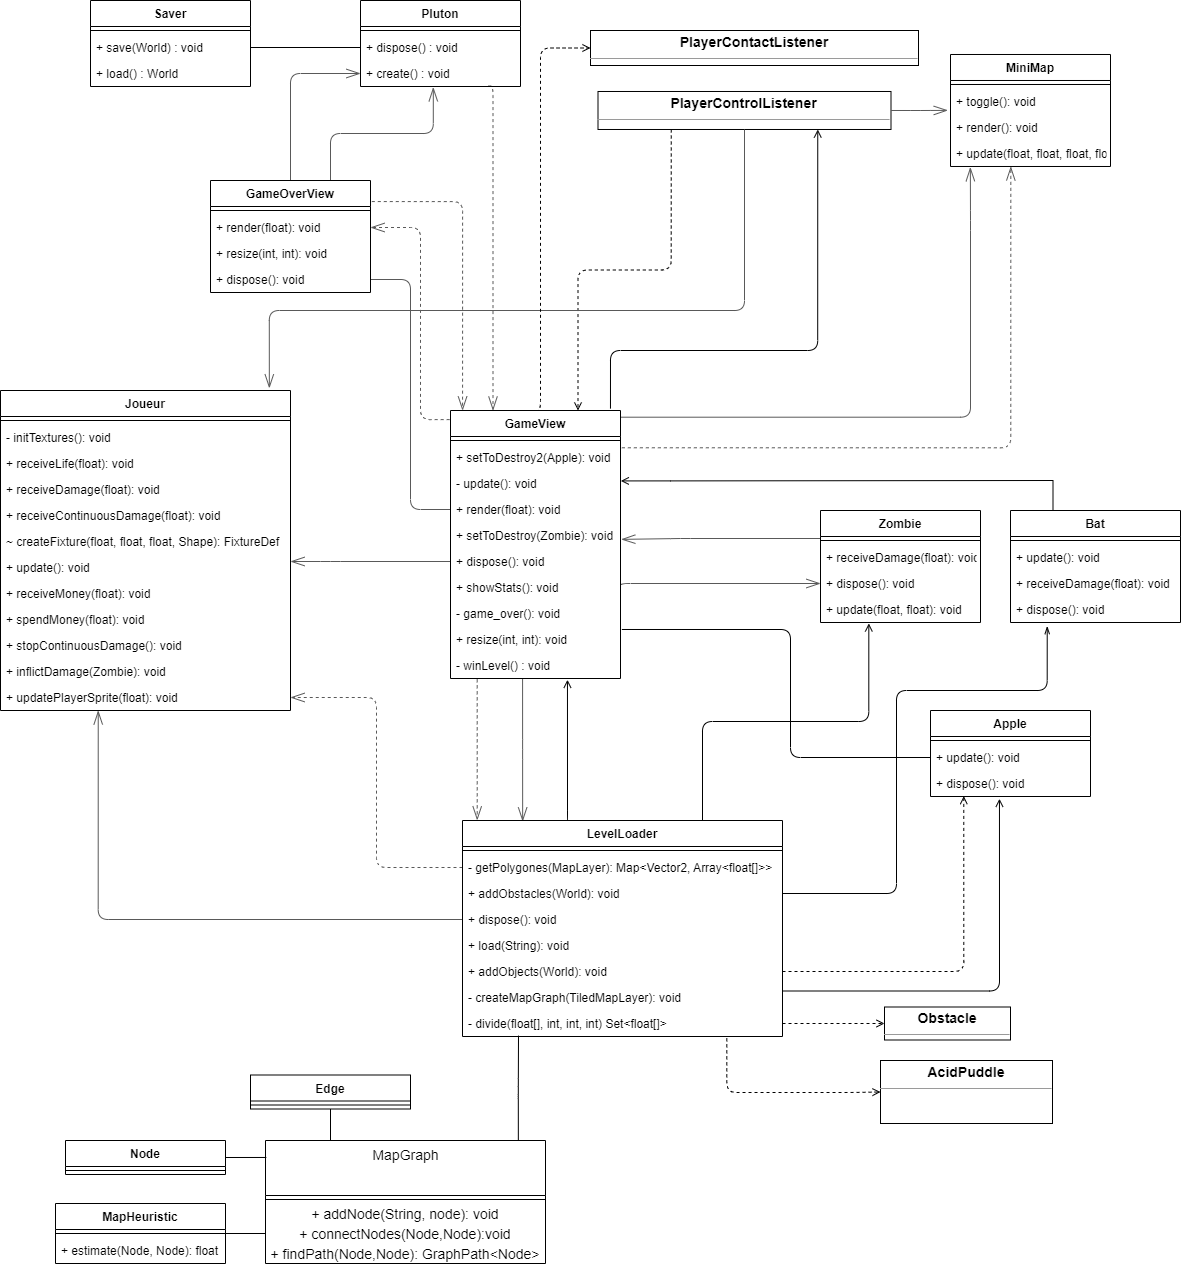 Saver
+ save(World) : void
+ load() : World
Pluton
+ dispose() : void
+ create() : void
PlayerContactListener
PlayerControlListener
MiniMap
+ toggle(): void
+ render(): void
+ update(float, float, float, flo
GameOverView
+ render(float): void
+ resize(int, int): void
+ dispose(): void
Joueur
- initTextures(): void
+ receiveLife(float): void
+ receiveDamage(float): void
+ receiveContinuousDamage(float): void
~ createFixture(float, float, float, Shape): FixtureDef
+ update(): void
+ receiveMoney(float): void
+ spendMoney(float): void
+ stopContinuousDamage(): void
+ inflictDamage(Zombie): void
+ updatePlayerSprite(float): void
GameView
+ setToDestroy2(Apple): void
- update(): void
+ render(float): void
+ setToDestroy(Zombie): void
+ dispose(): void
+ showStats(): void
- game_over(): void
+ resize(int, int): void
- winLevel() : void
Zombie
+ receiveDamage(float): void
+ dispose(): void
+ update(float, float): void
Bat
+ update(): void
+ receiveDamage(float): void
+ dispose(): void
Apple
+ update(): void
+ dispose(): void
LevelLoader
- getPolygones(MapLayer): Map<Vector2, Array<float[]>>
+ addObstacles(World): void
+ dispose(): void
+ load(String): void
+ addObjects(World): void
- createMapGraph(TiledMapLayer): void
- divide(float[], int, int, int) Set<float[]>
Obstacle
AcidPuddle
Edge
Node
MapHeuristic
+ estimate(Node, Node): float
MapGraph
+ addNode(String, node): void
+ connectNodes(Node,Node):void
+ findPath(Node,Node): GraphPath<Node>